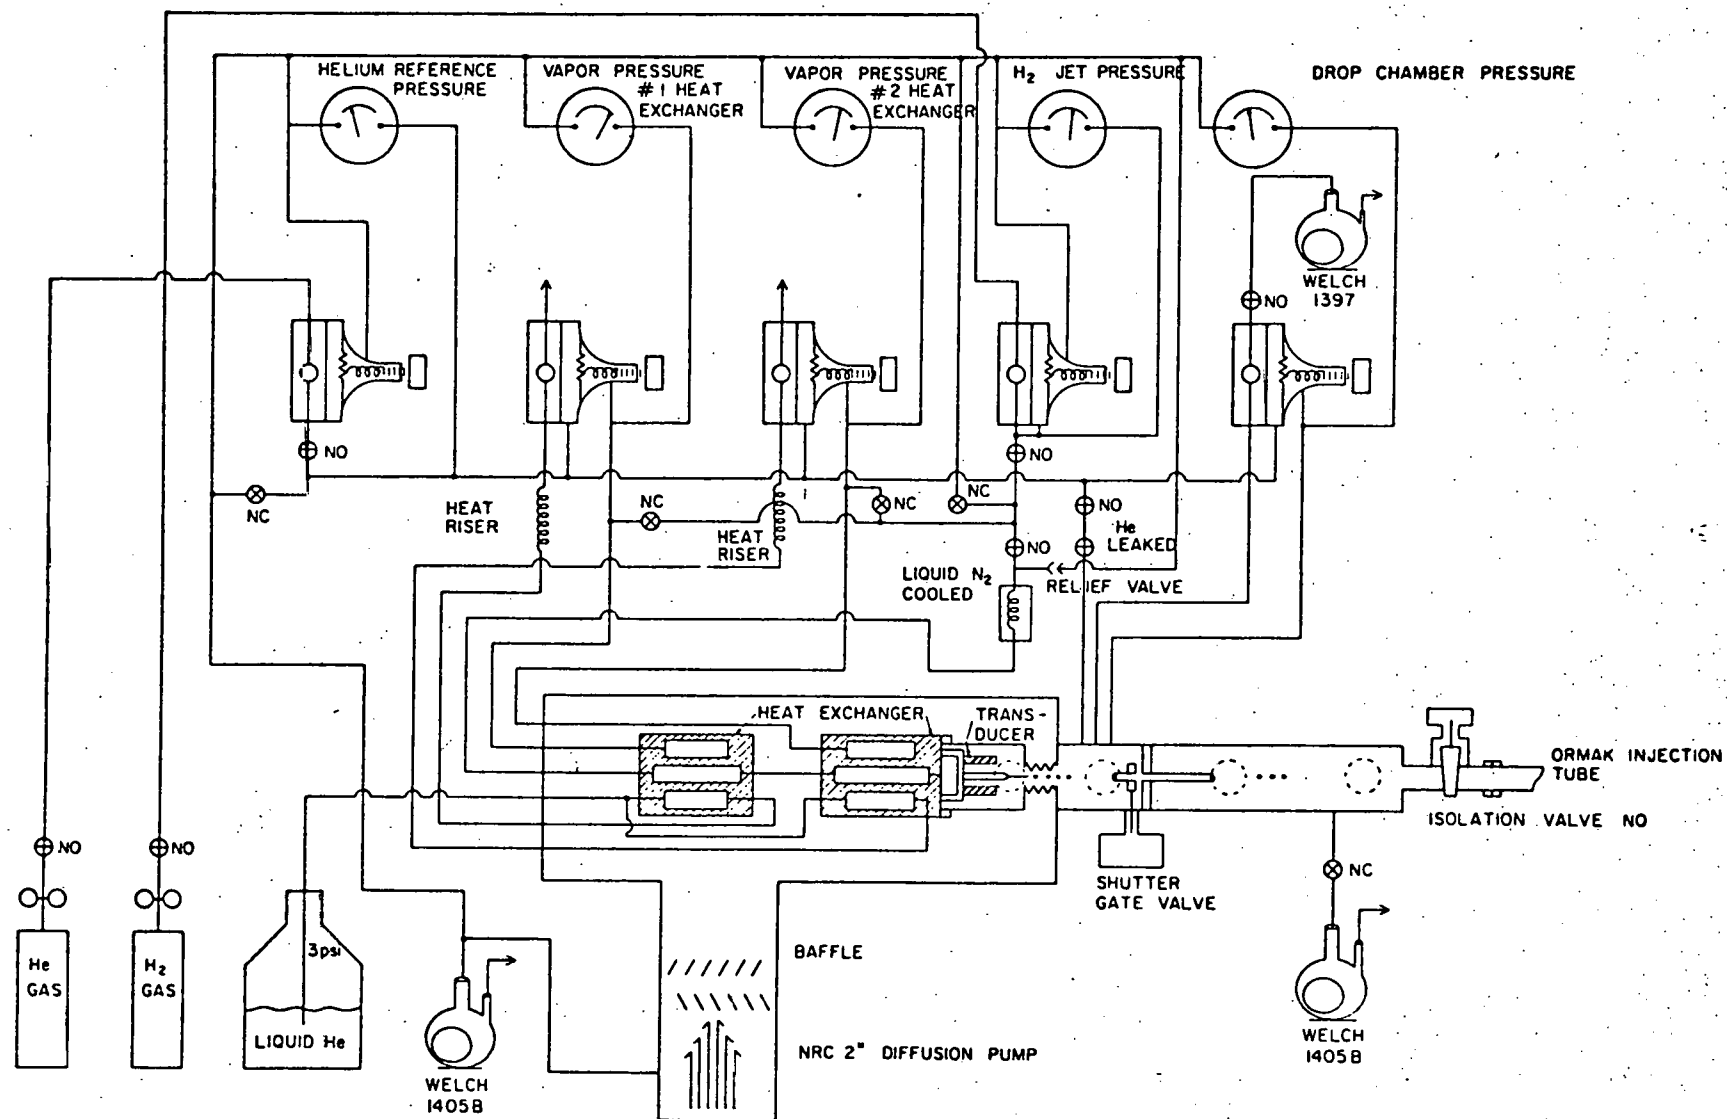 HELIUM REFERENCE
PRESSURE
VAPOR PRESSURE
#1 HEAT
EXCHANGER
VAPOR PRESSURE
#2 HEAT
EXCHANGER
H₂ JET PRESSURE
DROP CHAMBER PRESSURE
WELCH
1397
NO
NO
NO
NC
HEAT
RISER
NC
HEAT
RISER
NC
NC
NO
NO
He
LEAKED
LIQUID N₂
COOLED
RELIEF VALVE
HEAT EXCHANGER
TRANS-
DUCER
ORMAK INJECTION
TUBE
ISOLATION VALVE NO
NO
NO
SHUTTER
GATE VALVE
NC
3psi
He
GAS
H₂
GAS
LIQUID He
BAFFLE
NRC 2" DIFFUSION PUMP
WELCH
1405B
WELCH
1405B